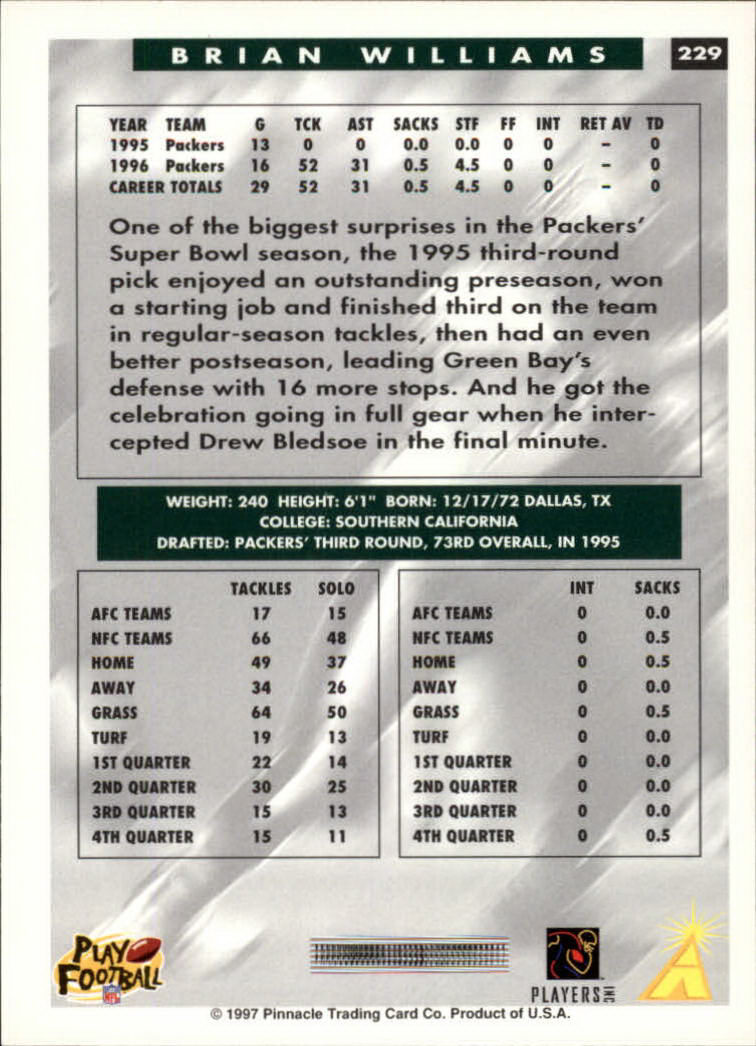 BRIAN WILLIAMS 229
YEAR TEAM G TCK AST SACKS STF FF INT RET AV TD
1995 Packers 13 0 0 0.0 0.0 0 0 – 0
1996 Packers 16 52 31 0.5 4.5 0 0 – 0
CAREER TOTALS 29 52 31 0.5 4.5 0 0 – 0
One of the biggest surprises in the Packers'
Super Bowl season, the 1995 third-round
pick enjoyed an outstanding preseason, won
a starting job and finished third on the team
in regular-season tackles, then had an even
better postseason, leading Green Bay's
defense with 16 more stops. And he got the
celebration going in full gear when he inter-
cepted Drew Bledsoe in the final minute.
WEIGHT: 240 HEIGHT: 6'1" BORN: 12/17/72 DALLAS, TX
COLLEGE: SOUTHERN CALIFORNIA
DRAFTED: PACKERS' THIRD ROUND, 73RD OVERALL, IN 1995
TACKLES SOLO
AFC TEAMS 17 15
NFC TEAMS 66 48
HOME 49 37
AWAY 34 26
GRASS 64 50
TURF 19 13
1ST QUARTER 22 14
2ND QUARTER 30 25
3RD QUARTER 15 13
4TH QUARTER 15 11
INT SACKS
AFC TEAMS 0 0.0
NFC TEAMS 0 0.5
HOME 0 0.5
AWAY 0 0.0
GRASS 0 0.5
TURF 0 0.0
1ST QUARTER 0 0.0
2ND QUARTER 0 0.0
3RD QUARTER 0 0.0
4TH QUARTER 0 0.5
PLAY
FOOTBALL
NFL
PLAYERS INC
© 1997 Pinnacle Trading Card Co. Product of U.S.A.